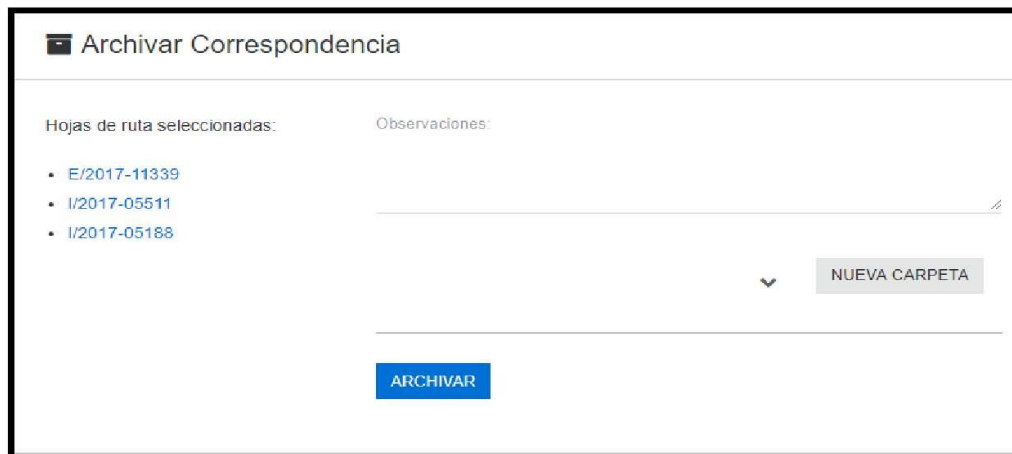 Archivar Correspondencia
Hojas de ruta seleccionadas:
E/2017-11339
I/2017-05511
I/2017-05188
Observaciones:
NUEVA CARPETA
ARCHIVAR